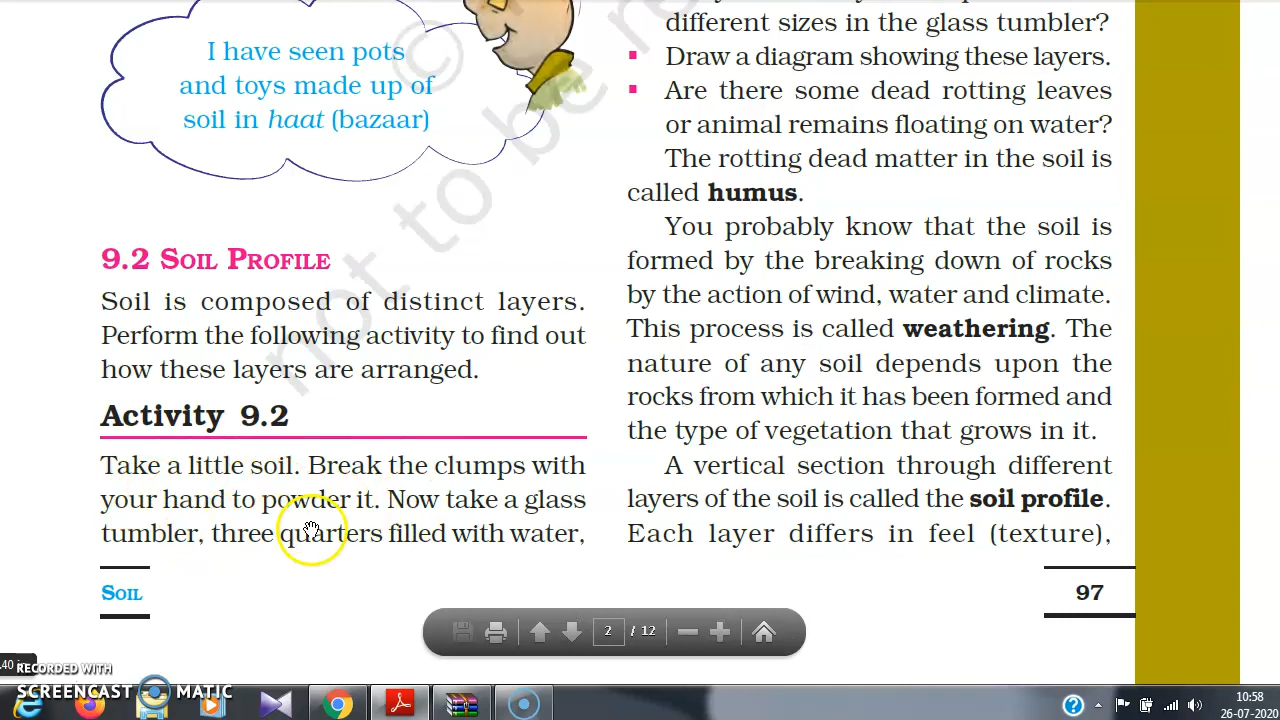 I have seen pots
and toys made up of
soil in haat (bazaar)
9.2 SOIL PROFILE
Soil is composed of distinct layers.
Perform the following activity to find out
how these layers are arranged.
Activity 9.2
Take a little soil. Break the clumps with
your hand to powder it. Now take a glass
tumbler, three quarters filled with water,
SOIL
different sizes in the glass tumbler?
▪ Draw a diagram showing these layers.
▪ Are there some dead rotting leaves
or animal remains floating on water?
The rotting dead matter in the soil is
called humus.
You probably know that the soil is
formed by the breaking down of rocks
by the action of wind, water and climate.
This process is called weathering. The
nature of any soil depends upon the
rocks from which it has been formed and
the type of vegetation that grows in it.
A vertical section through different
layers of the soil is called the soil profile.
Each layer differs in feel (texture),
97
©
not to be re
2 / 12
.40
RECORDED WITH
SCREENCAST MATIC
10:58
26-07-2020